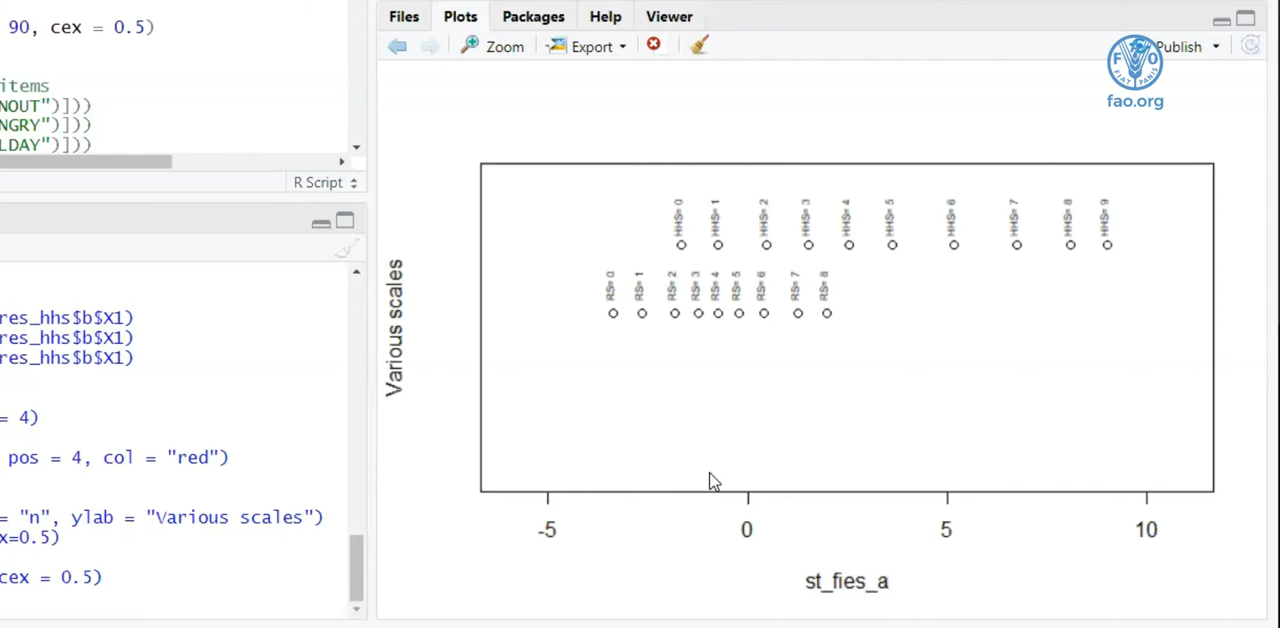 90, cex = 0.5)
items
NOUT")]))
NGRY")]))
LDAY")]))
R Script
res_hhs$b$X1)
res_hhs$b$X1)
res_hhs$b$X1)
= 4)
pos = 4, col = "red")
= "n", ylab = "Various scales")
x=0.5)
cex = 0.5)
Files Plots Packages Help Viewer
Zoom Export Publish
FAO
FIAT PANIS
fao.org
HHS= 0 HHS= 1 HHS= 2 HHS= 3 HHS= 4 HHS= 5 HHS= 6 HHS= 7 HHS= 8 HHS= 9
RS= 0 RS= 1 RS= 2 RS= 3 RS= 4 RS= 5 RS= 6 RS= 7 RS= 8
Various scales
-5 0 5 10
st_fies_a